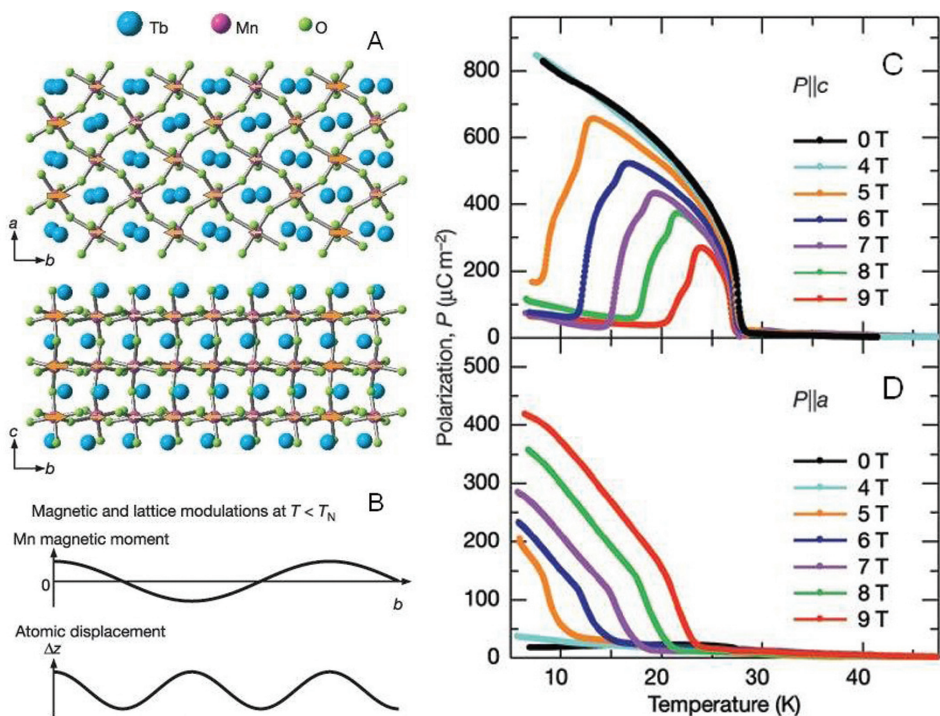 Tb Mn O A
a
b
c
b
Magnetic and lattice modulations at T < T_N B
Mn magnetic moment
0
b
Atomic displacement
Δz
Polarization, P (μC m⁻²)
C
P||c
800
600
400
200
0
0 T
4 T
5 T
6 T
7 T
8 T
9 T
D
P||a
500
400
300
200
100
0
0 T
4 T
5 T
6 T
7 T
8 T
9 T
10 20 30 40
Temperature (K)